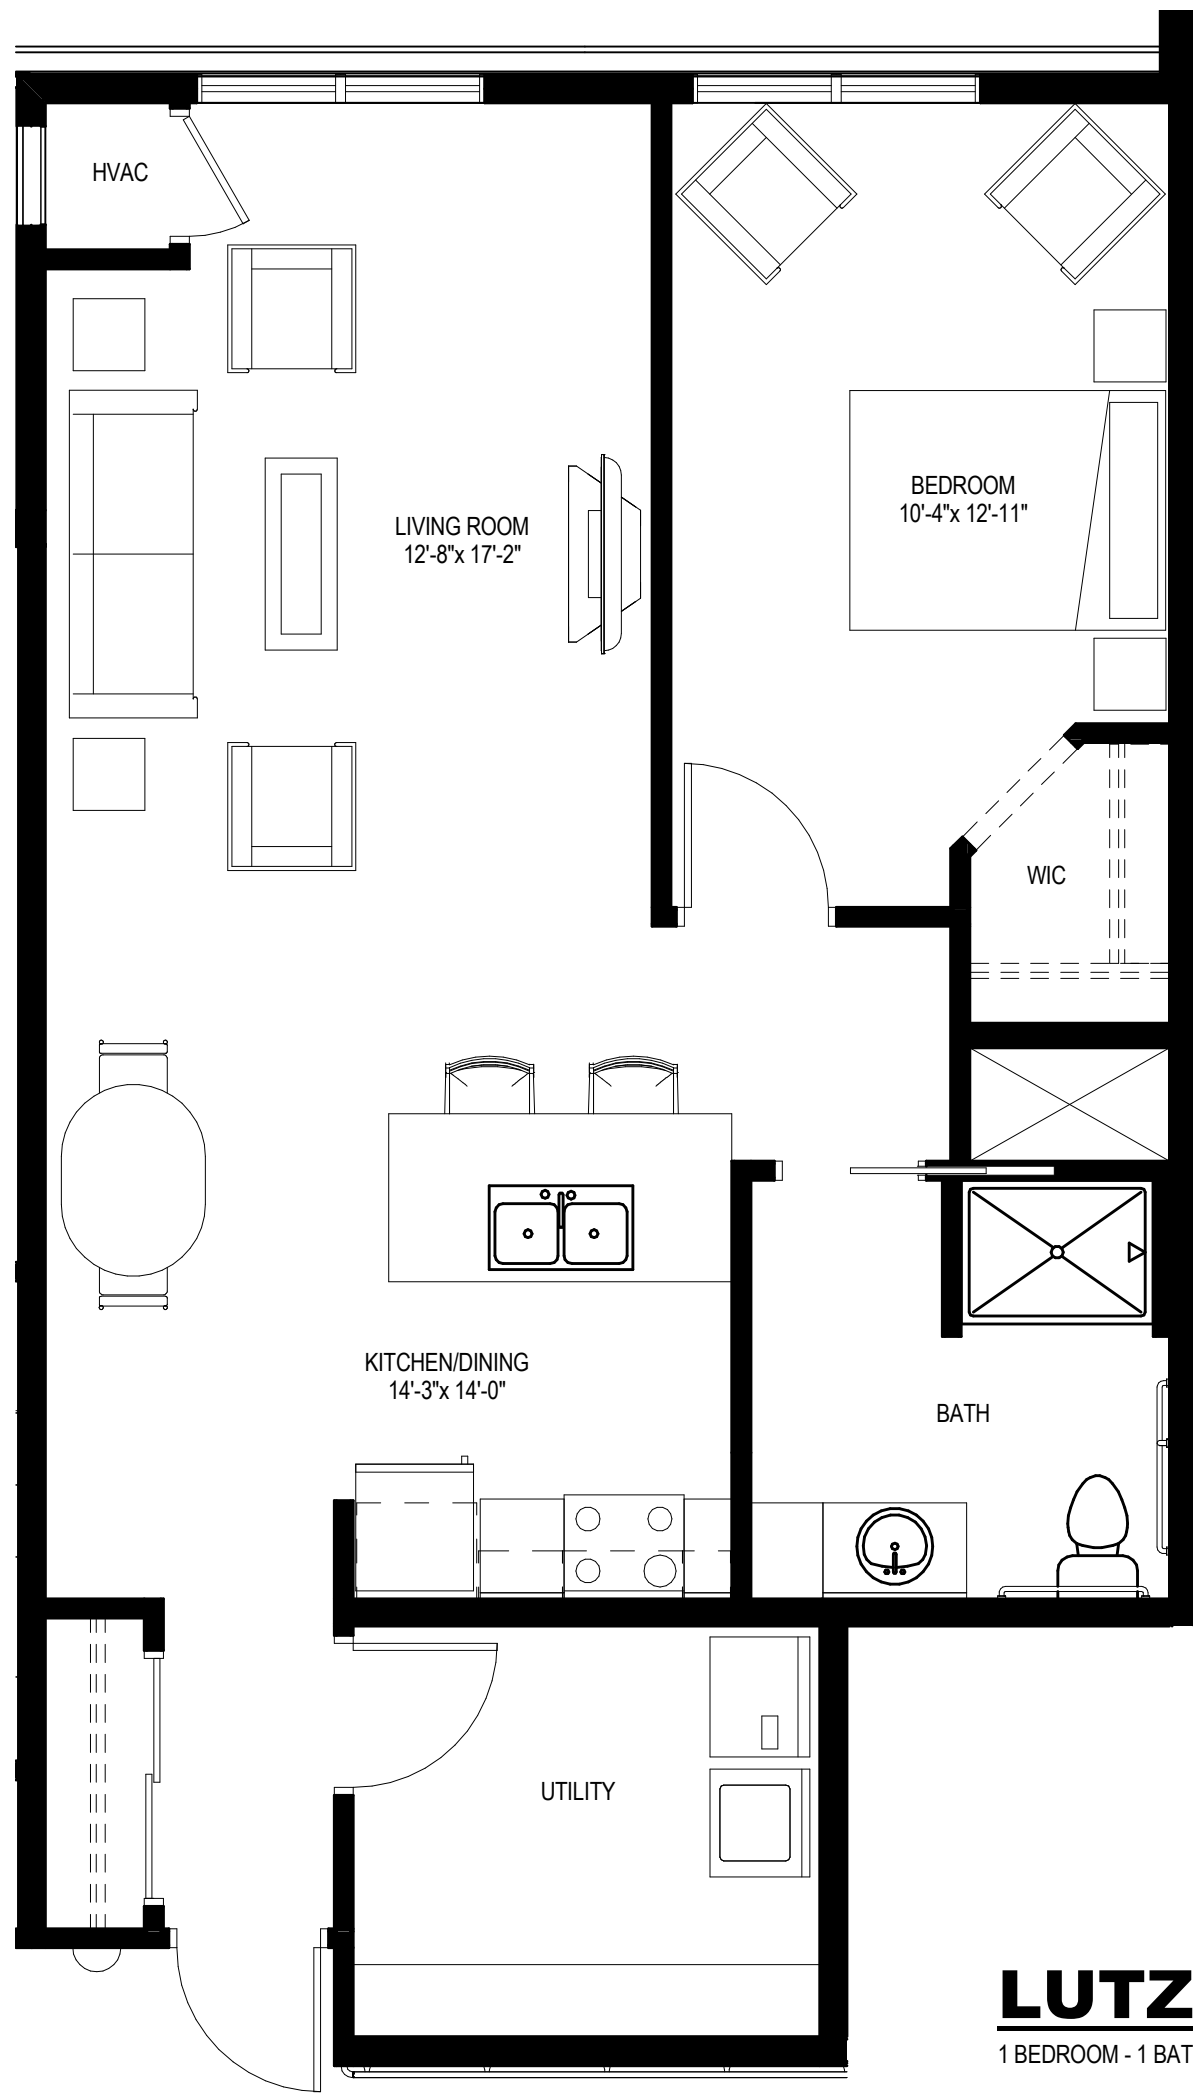 HVAC
BEDROOM
10'-4"x 12'-11"
LIVING ROOM
12'-8"x 17'-2"
WIC
KITCHEN/DINING
14'-3"x 14'-0"
BATH
UTILITY
LUTZ
1 BEDROOM - 1 BAT